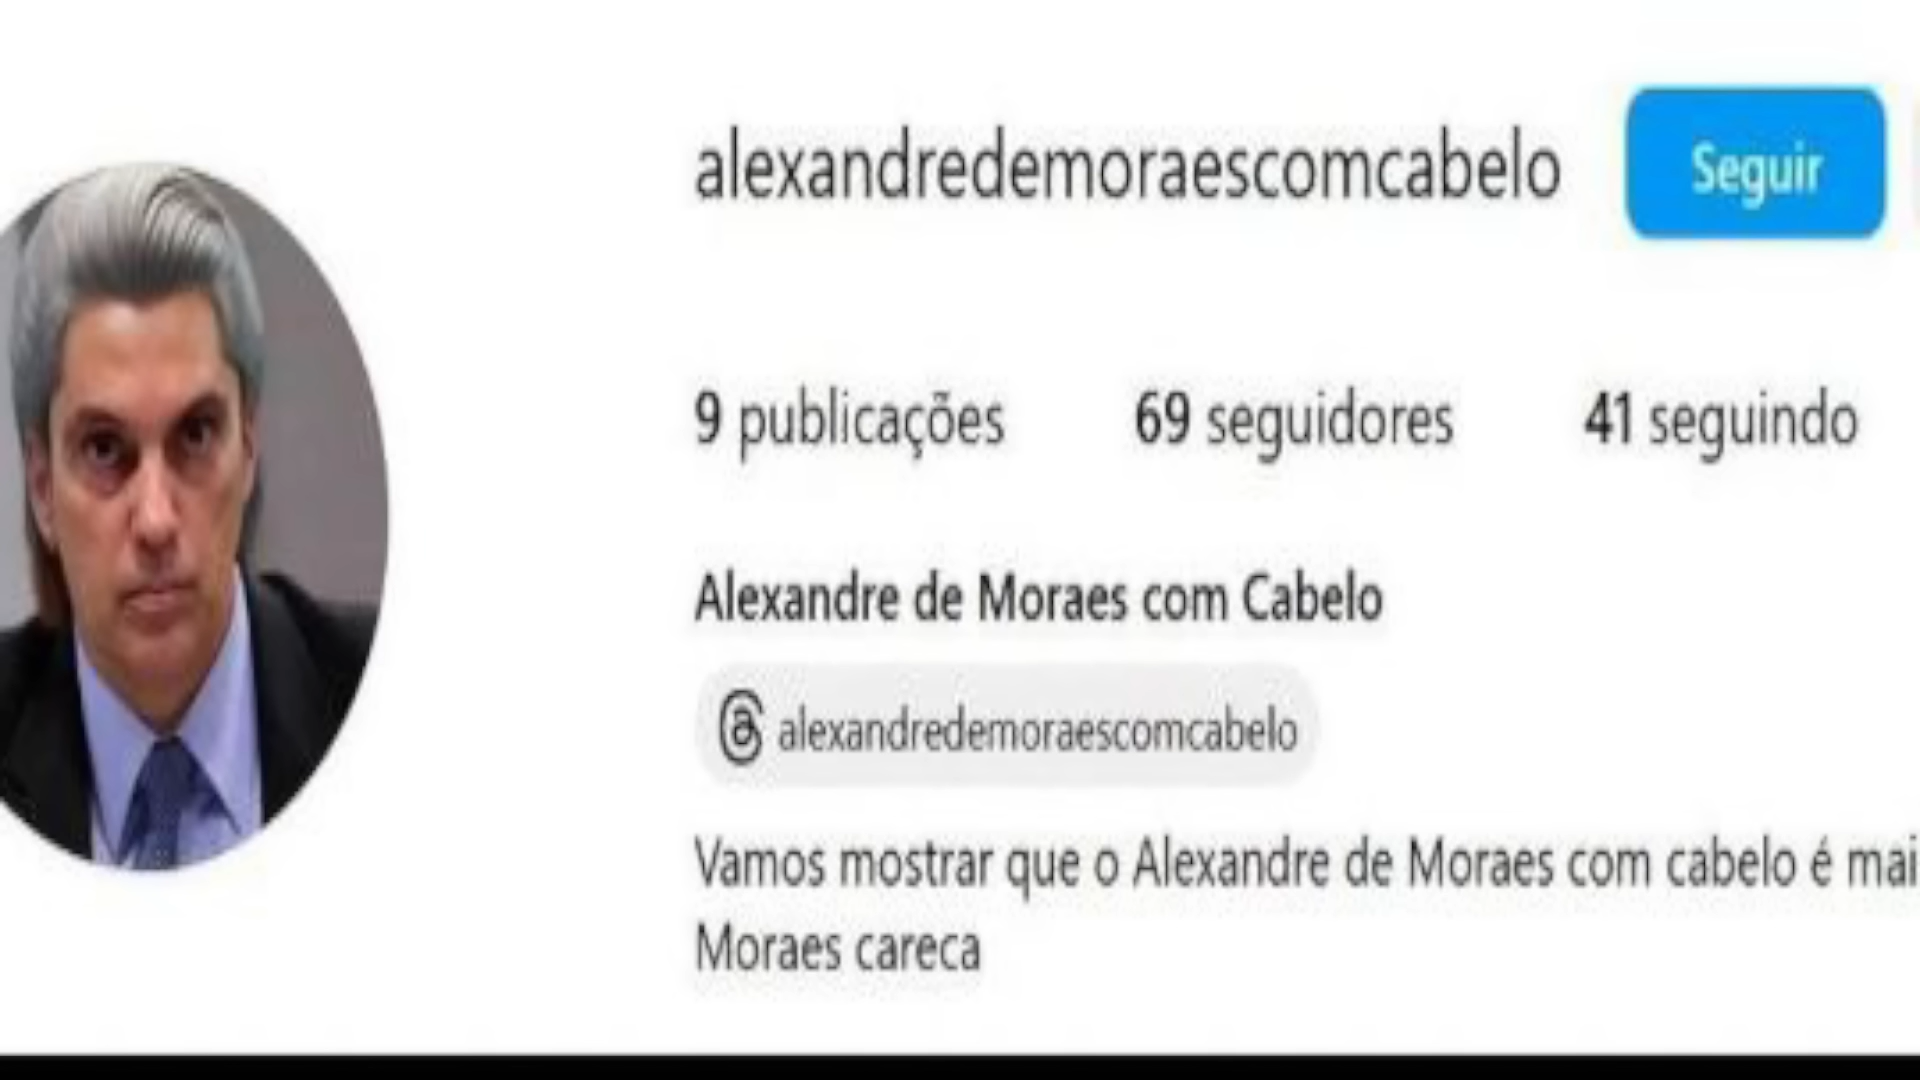 alexandredemoraescomcabelo Seguir
9 publicações 69 seguidores 41 seguindo
Alexandre de Moraes com Cabelo
alexandredemoraescomcabelo
Vamos mostrar que o Alexandre de Moraes com cabelo é mai
Moraes careca